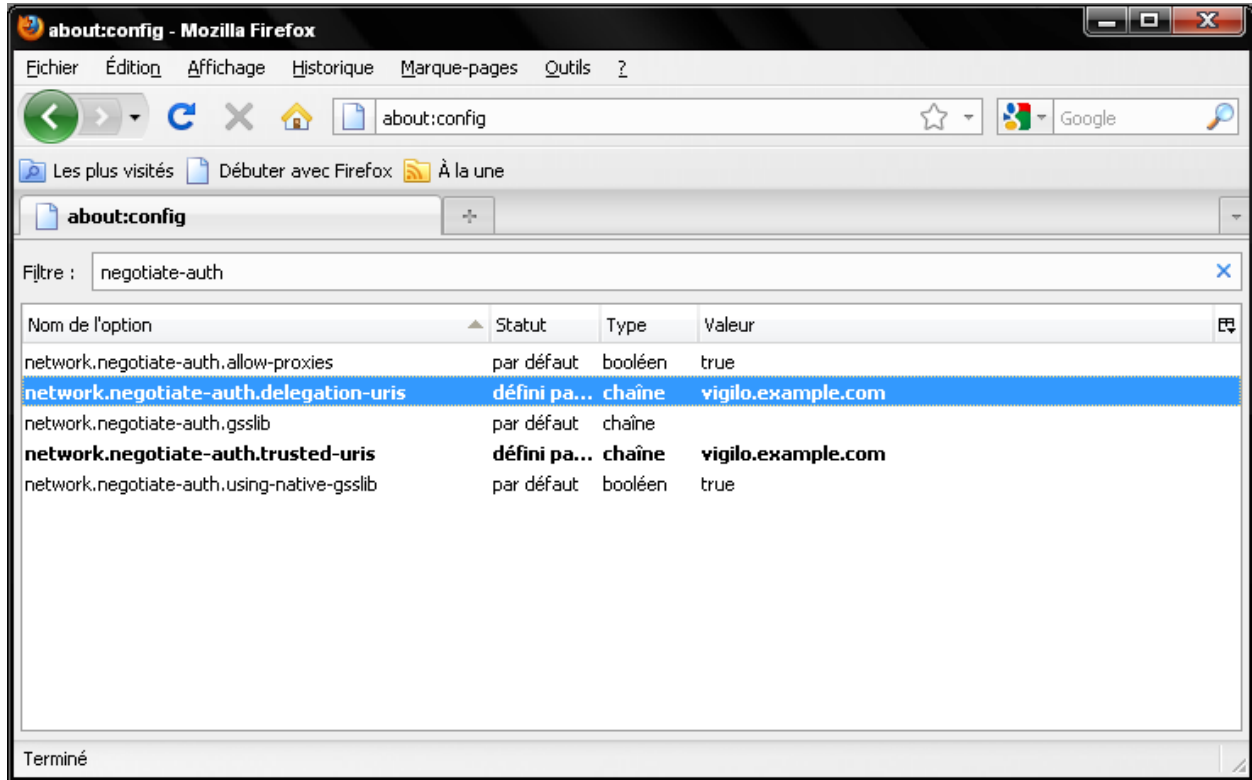 about:config - Mozilla Firefox
Fichier Édition Affichage Historique Marque-pages Outils ?
about:config Google
Les plus visités Débuter avec Firefox À la une
about:config
Filtre : negotiate-auth
Nom de l'option Statut Type Valeur
network.negotiate-auth.allow-proxies par défaut booléen true
network.negotiate-auth.delegation-uris défini pa... chaîne vigilo.example.com
network.negotiate-auth.gsslib par défaut chaîne
network.negotiate-auth.trusted-uris défini pa... chaîne vigilo.example.com
network.negotiate-auth.using-native-gsslib par défaut booléen true
Terminé